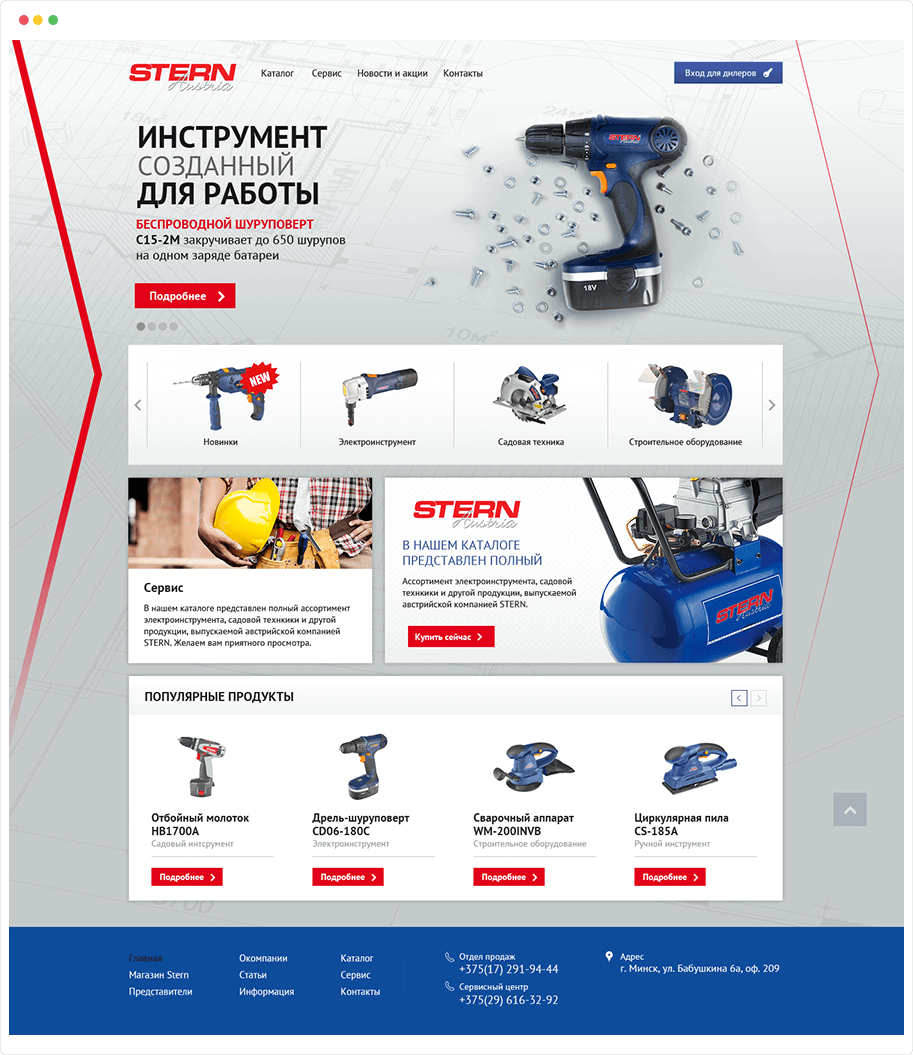 STERN
Austria
Каталог
Сервис
Новости и акции
Контакты
Вход для дилеров
18м²
24м²
ИНСТРУМЕНТ
СОЗДАННЫЙ
ДЛЯ РАБОТЫ
БЕСПРОВОДНОЙ ШУРУПОВЕРТ
C15-2M закручивает до 650 шурупов
на одном заряде батареи
Подробнее
STERN
18V
10м²
NEW
Новинки
Электроинструмент
Садовая техника
Строительное оборудование
Сервис
В нашем каталоге представлен полный ассортимент
электроинструмента, садовой технкики и другой
продукции, выпускаемой австрийской компанией
STERN. Желаем вам приятного просмотра.
STERN
Austria
В НАШЕМ КАТАЛОГЕ
ПРЕДСТАВЛЕН ПОЛНЫЙ
Ассортимент электроинструмента, садовой
технкики и другой продукции, выпускаемой
австрийской компанией STERN.
Купить сейчас
STERN
Austria
ПОПУЛЯРНЫЕ ПРОДУКТЫ
Отбойный молоток
HB1700A
Садовый интсрумент
Подробнее
Дрель-шуруповерт
CD06-180C
Электроинструмент
Подробнее
Сварочный аппарат
WM-200INVB
Строительное оборудование
Подробнее
Циркулярная пила
CS-185A
Ручной инструмент
Подробнее
Главная
Магазин Stern
Представители
Окомпании
Статьи
Информация
Каталог
Сервис
Контакты
Отдел продаж
+375(17) 291-94-44
Сервисный центр
+375(29) 616-32-92
Адрес
г. Минск, ул. Бабушкина 6а, оф. 209